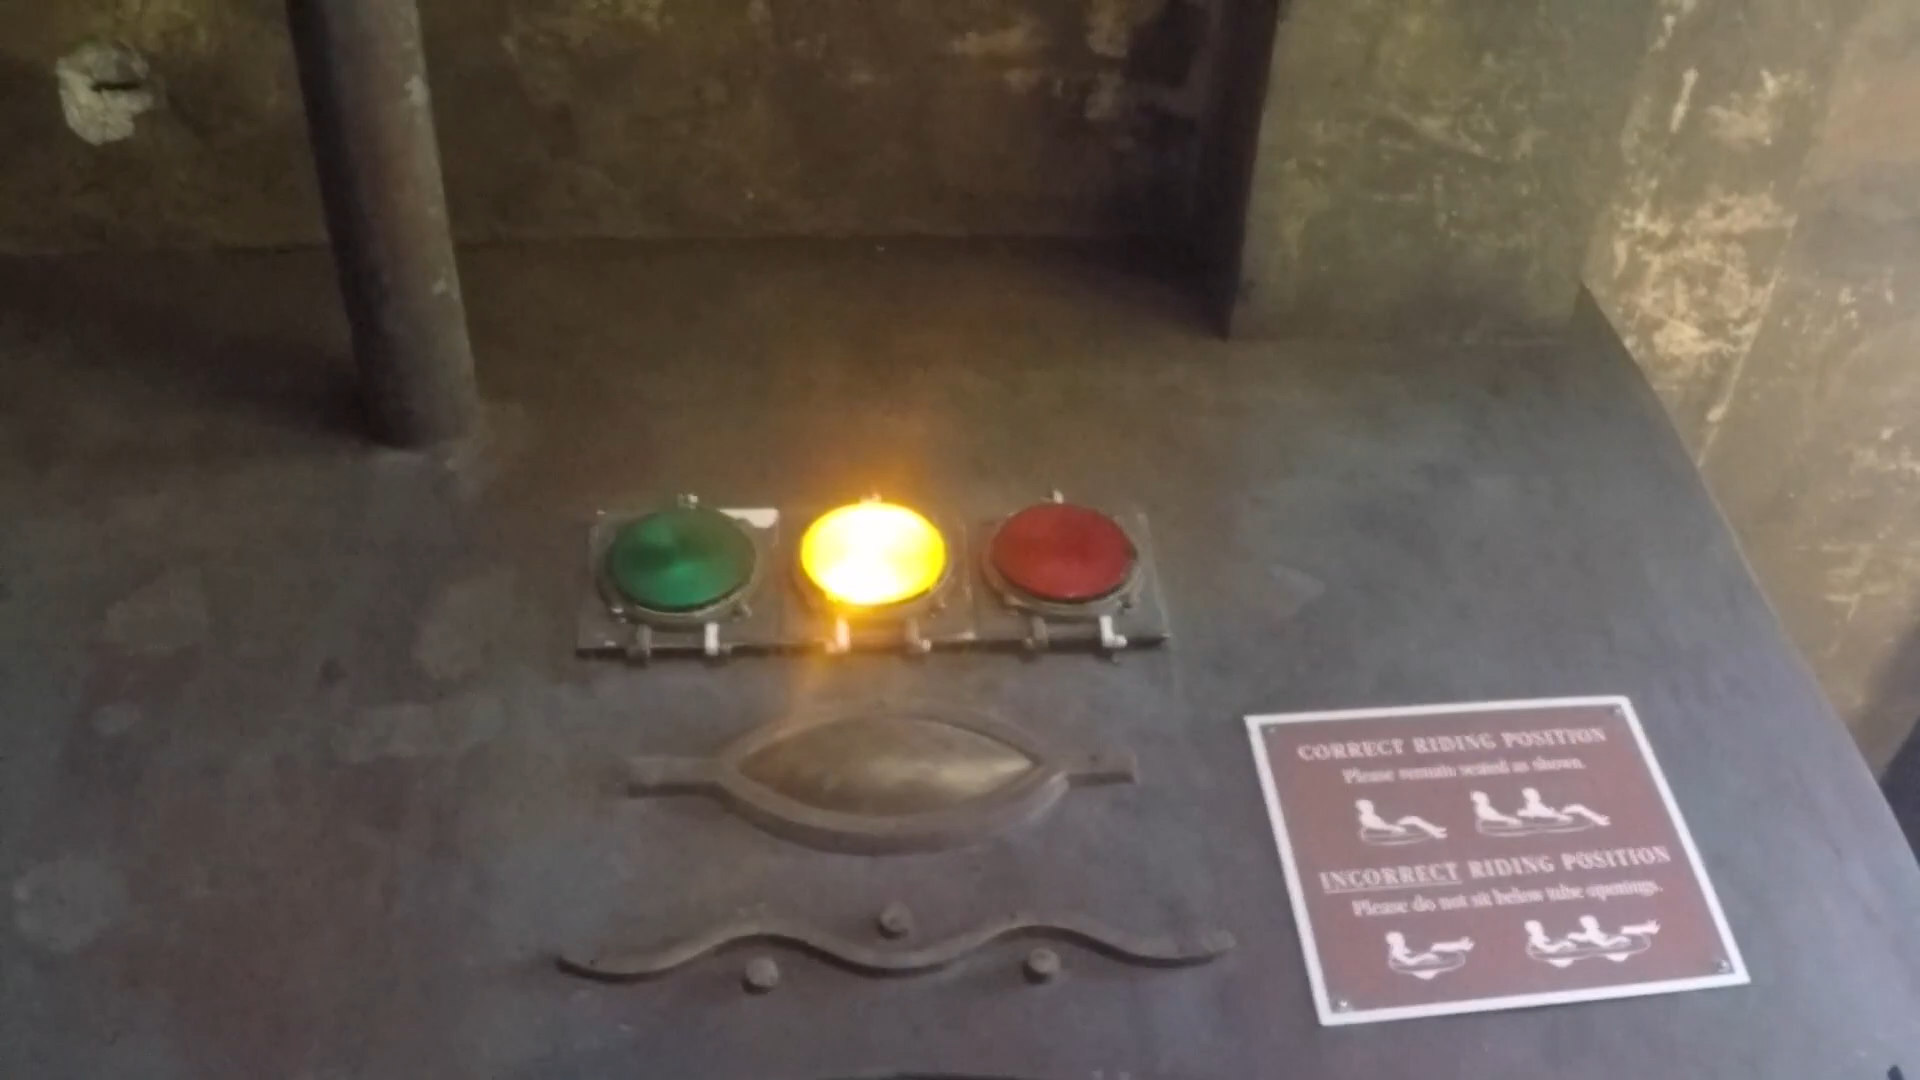 CORRECT RIDING POSITION
Please remain seated as shown.
INCORRECT RIDING POSITION
Please do not sit below tube openings.